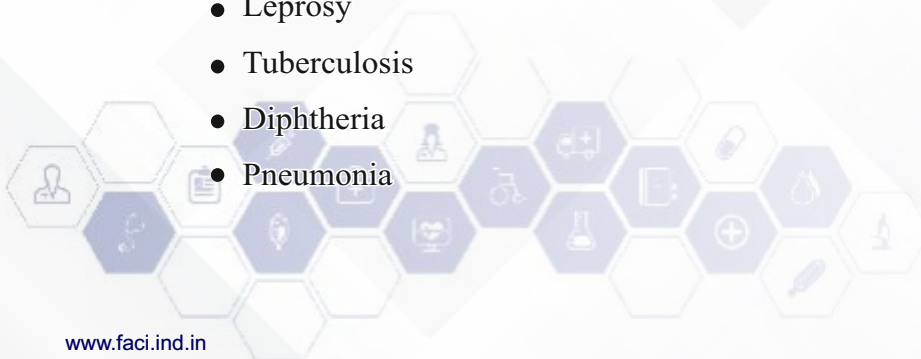 ● Leprosy
● Tuberculosis
● Diphtheria
● Pneumonia
www.faci.ind.in